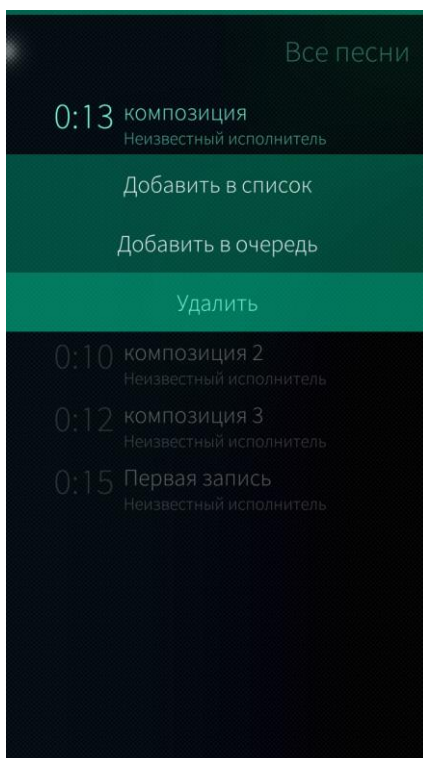 Все песни
0:13 композиция
Неизвестный исполнитель
Добавить в список
Добавить в очередь
Удалить
0:10 композиция 2
Неизвестный исполнитель
0:12 композиция 3
Неизвестный исполнитель
0:15 Первая запись
Неизвестный исполнитель